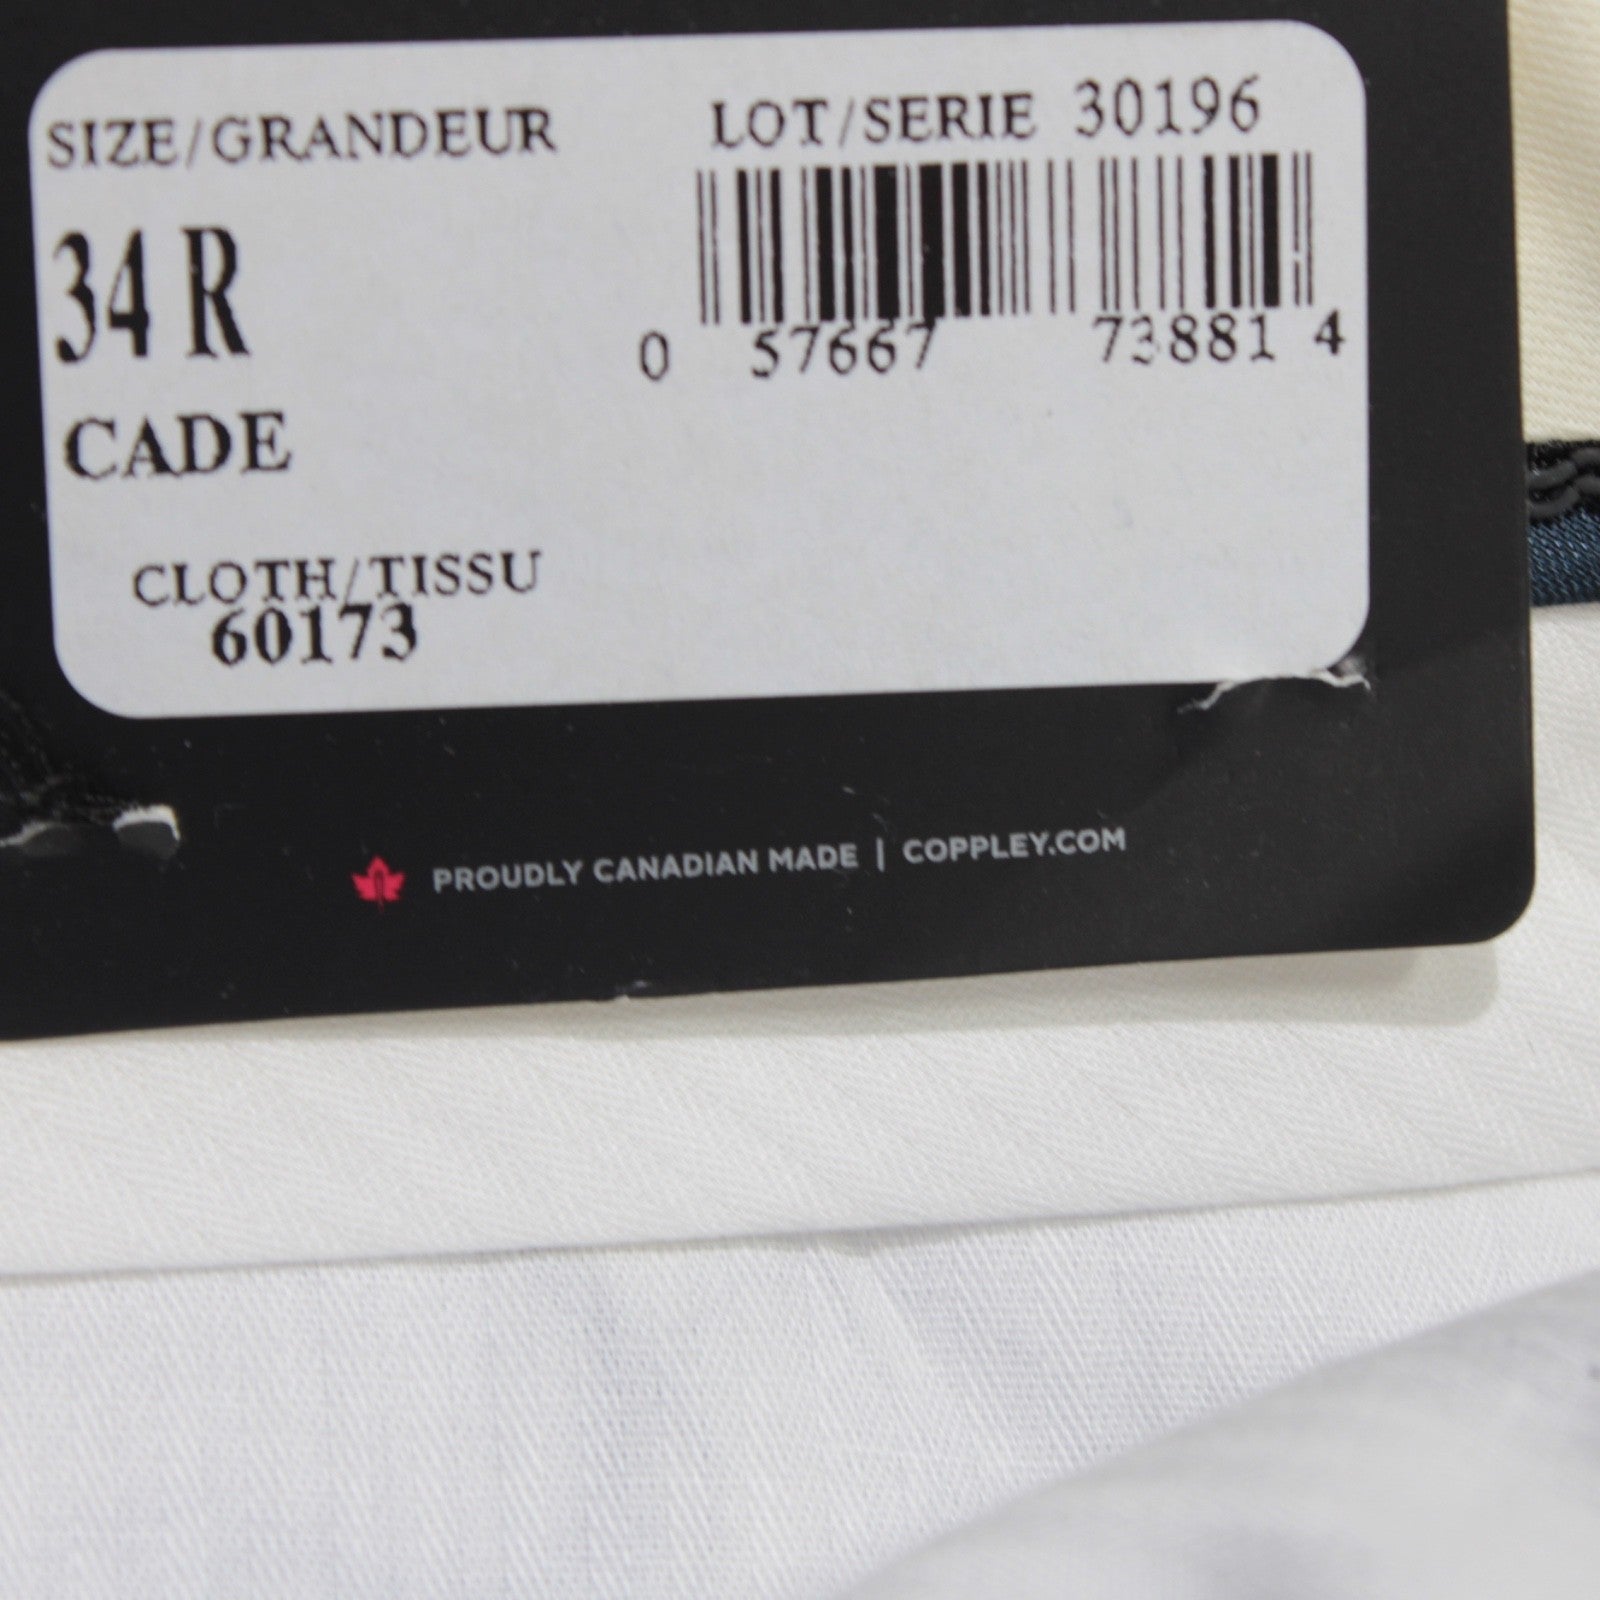 SIZE/GRANDEUR
34 R
CADE
CLOTH/TISSU
60173
LOT/SERIE 30196
0 57667 73881 4
PROUDLY CANADIAN MADE | COPPLEY.COM